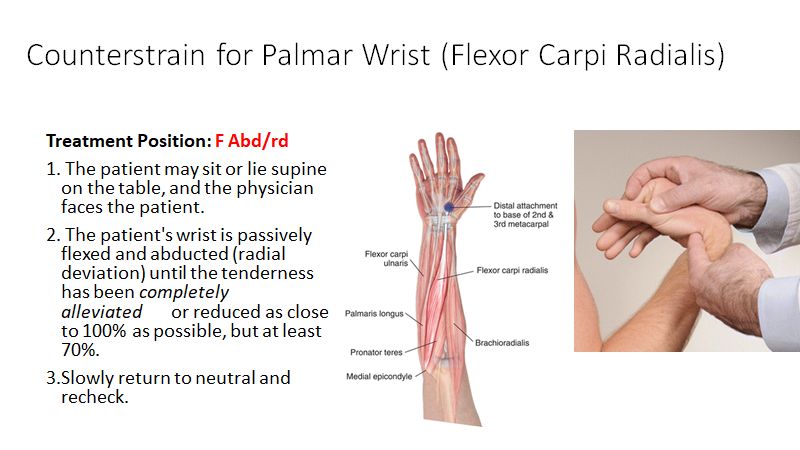 Counterstrain for Palmar Wrist (Flexor Carpi Radialis)
Treatment Position: F Abd/rd
1. The patient may sit or lie supine
on the table, and the physician
faces the patient.
2. The patient's wrist is passively
flexed and abducted (radial
deviation) until the tenderness
has been completely
alleviated or reduced as close
to 100% as possible, but at least
70%.
3.Slowly return to neutral and
recheck.
Distal attachment
to base of 2nd &
3rd metacarpal
Flexor carpi
ulnaris
Flexor carpi radialis
Palmaris longus
Brachioradialis
Pronator teres
Medial epicondyle